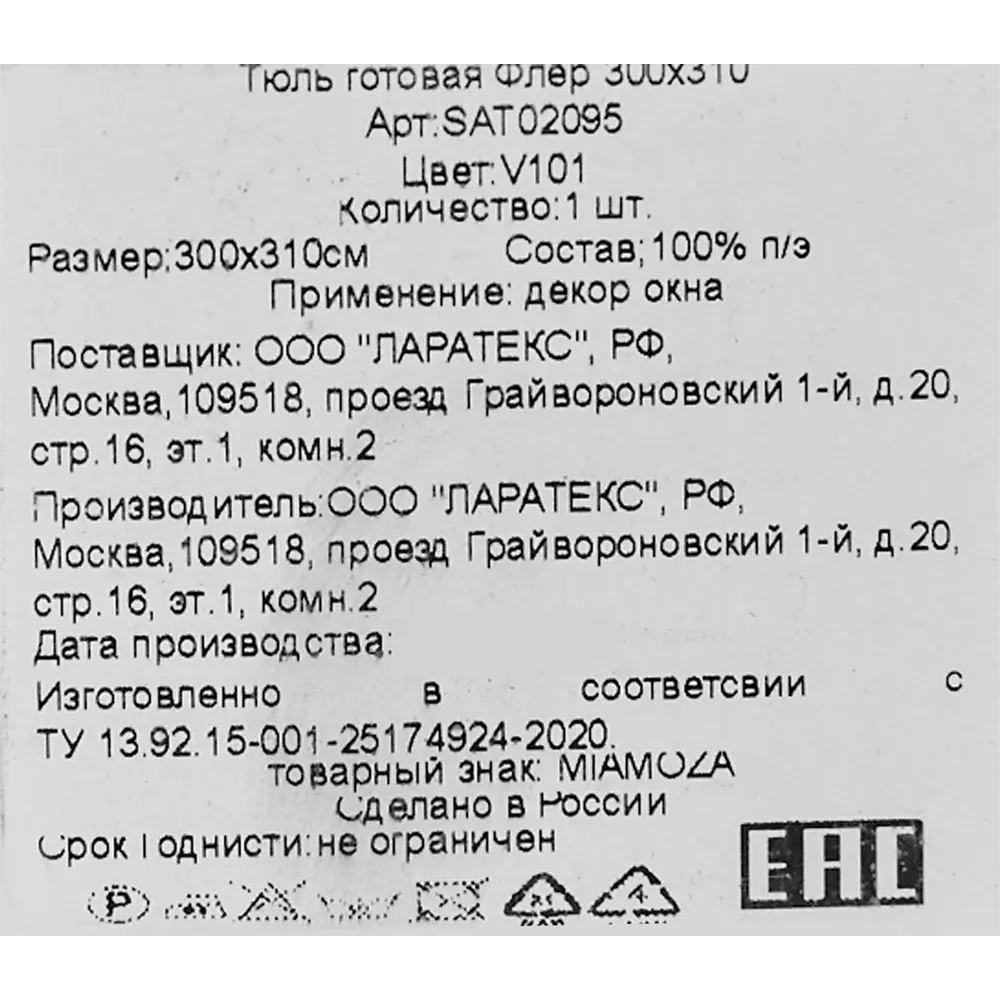 Тюль готовая Флер 300х310
Арт:SAT02095
Цвет:V101
Количество:1 шт.
Размер:300х310см Состав;100% п/э
Применение: декор окна
Поставщик: ООО "ЛАРАТЕКС", РФ,
Москва,109518, проезд Грайвороновский 1-й, д.20,
стр.16, эт.1, комн.2
Производитель:ООО "ЛАРАТЕКС", РФ,
Москва,109518, проезд Грайвороновский 1-й, д.20,
стр.16, эт.1, комн.2
Дата производства:
Изготовленно в соответсвии с
ТУ 13.92.15-001-25174924-2020.
товарный знак: MIAMOZA
Сделано в России
Срок Годнисти:не ограничен
P 4 EAC